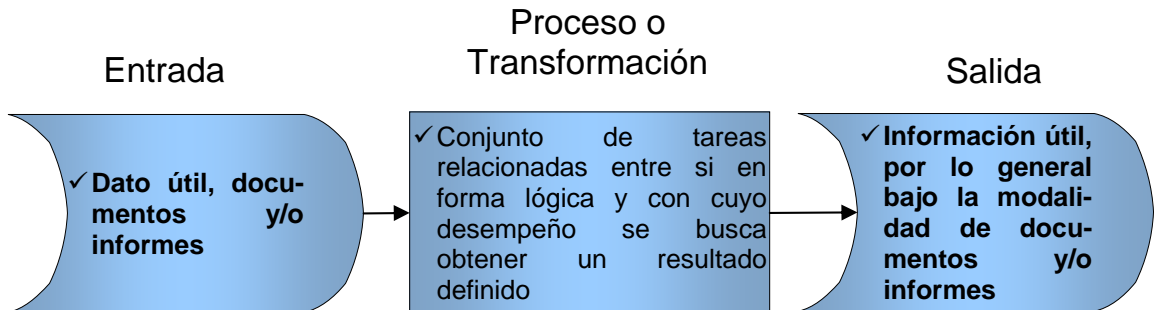 Entrada
Proceso o
Transformación
Salida
✓ Dato útil, docu-
mentos y/o
informes
✓ Conjunto de tareas
relacionadas entre si en
forma lógica y con cuyo
desempeño se busca
obtener un resultado
definido
✓ Información útil,
por lo general
bajo la modali-
dad de docu-
mentos y/o
informes